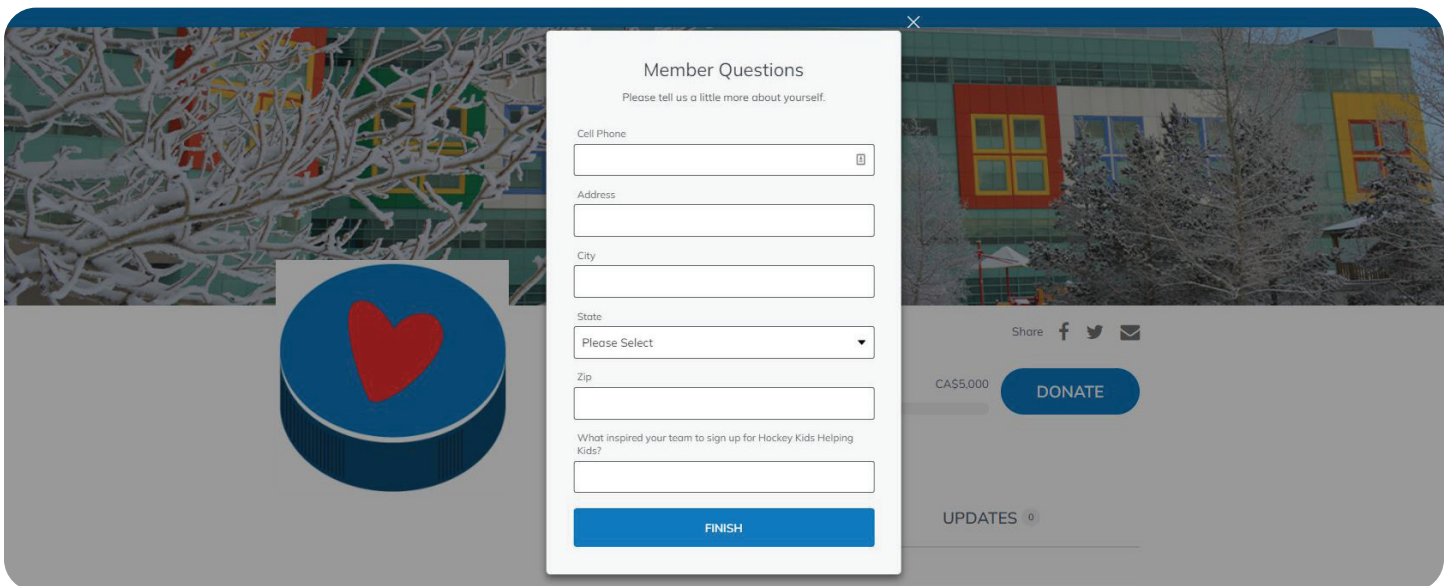 Member Questions
Please tell us a little more about yourself.
Cell Phone
Address
City
State
Please Select
Zip
What inspired your team to sign up for Hockey Kids Helping
Kids?
FINISH
Share
CA$5,000
DONATE
UPDATES 0